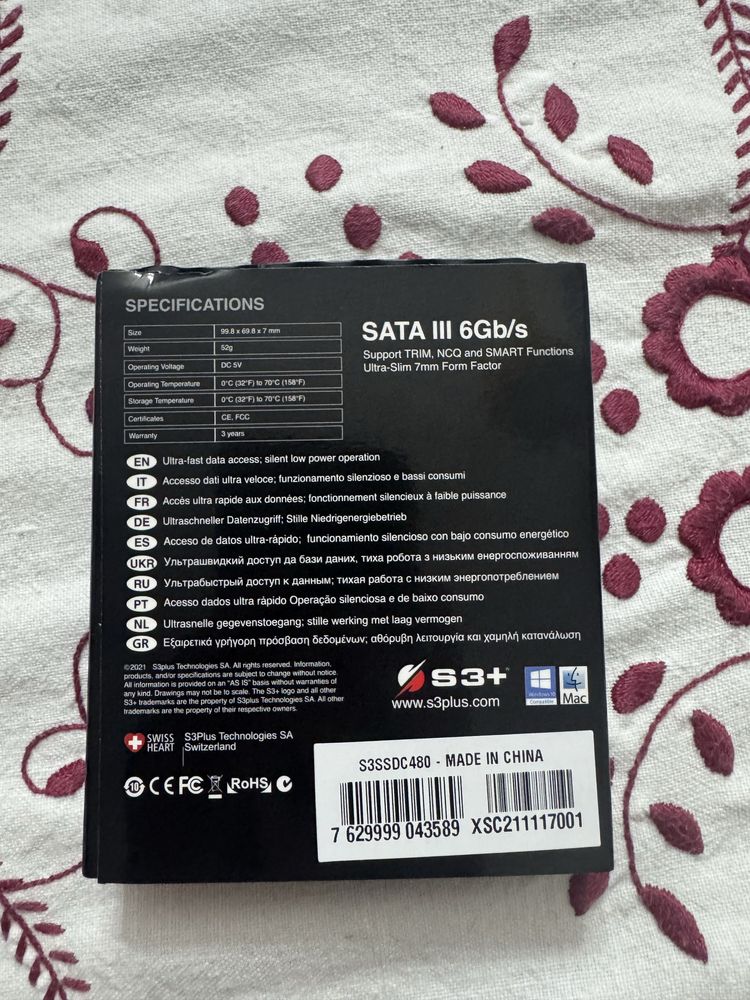 SPECIFICATIONS
Size 99.8 x 69.8 x 7 mm
Weight 52g
Operating Voltage DC 5V
Operating Temperature 0°C (32°F) to 70°C (158°F)
Storage Temperature 0°C (32°F) to 70°C (158°F)
Certificates CE, FCC
Warranty 3 years
SATA III 6Gb/s
Support TRIM, NCQ and SMART Functions
Ultra-Slim 7mm Form Factor
EN Ultra-fast data access; silent low power operation
IT Accesso dati ultra veloce; funzionamento silenzioso e bassi consumi
FR Accès ultra rapide aux données; fonctionnement silencieux à faible puissance
DE Ultraschneller Datenzugriff; Stille Niedrigenergiebetrieb
ES Acceso de datos ultra-rápido; funcionamiento silencioso con bajo consumo energético
UKR Ультрашвидкий доступ да бази даних, тиха робота з низьким енергоспоживанням
RU Ультрабыстрый доступ к данным; тихая работа с низким энергопотреблением
PT Acesso dados ultra rápido Operação silenciosa e de baixo consumo
NL Ultrasnelle gegevenstoegang; stille werking met laag vermogen
GR Εξαιρετικά γρήγορη πρόσβαση δεδομένων; αθόρυβη λειτουργία και χαμηλή κατανάλωση
©2021 S3plus Technologies SA. All rights reserved. Information,
products, and/or specifications are subject to change without notice.
All information is provided on an "AS IS" basis without warranties of
any kind. Drawings may not be to scale. The S3+ logo and all other
S3+ trademarks are the property of S3plus Technologies SA. All other
trademarks are the property of their respective owners.
S3+
www.s3plus.com
Windows 10
Compatible
Mac
SWISS
HEART
S3Plus Technologies SA
Switzerland
10 CE FC RoHS
S3SSDC480 - MADE IN CHINA
7 629999 043589 XSC211117001